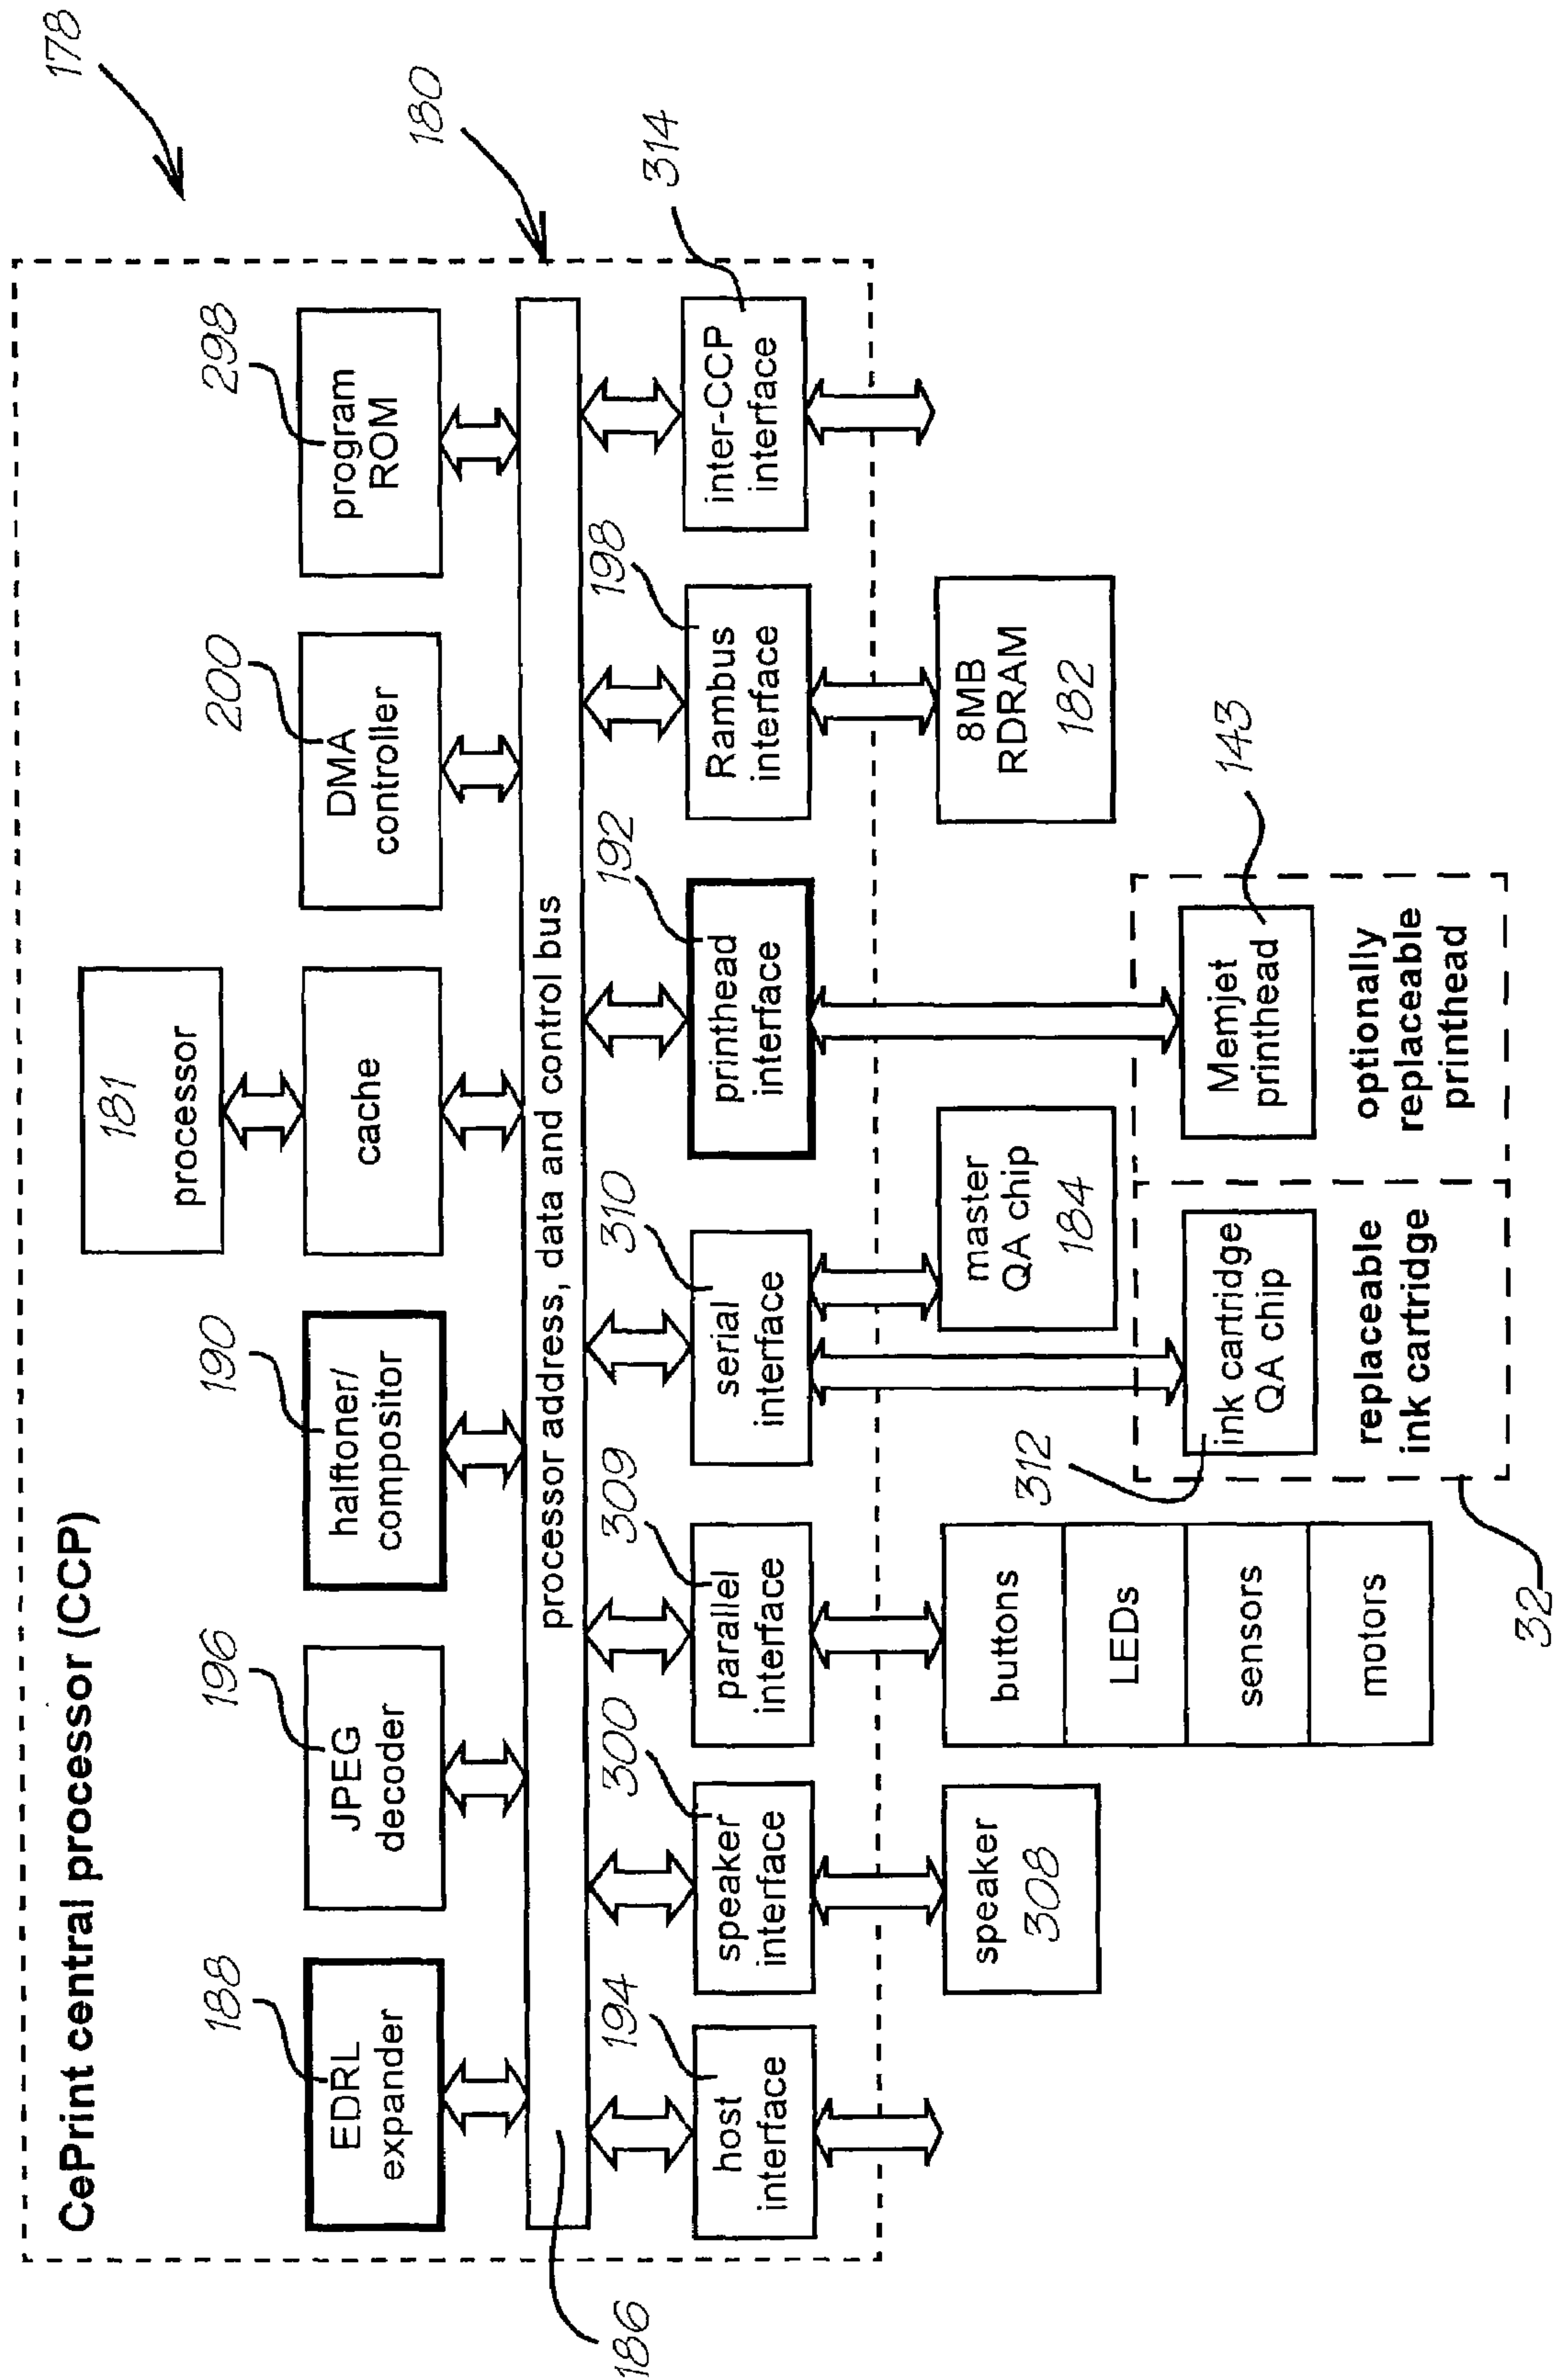 178
CePrint central processor (CCP)
181
processor
188
196
190
200
298
EDRL
expander
JPEG
decoder
halftoner/
compositor
cache
DMA
controller
program
ROM
180
processor address, data and control bus
186
194
300
309
310
192
198
314
host
interface
speaker
interface
parallel
interface
serial
interface
printhead
interface
Rambus
interface
inter-CCP
interface
speaker
308
buttons
LEDs
sensors
motors
master
QA chip
184
8MB
RDRAM
182
312
ink cartridge
QA chip
replaceable
ink cartridge
143
Memjet
printhead
optionally
replaceable
printhead
32